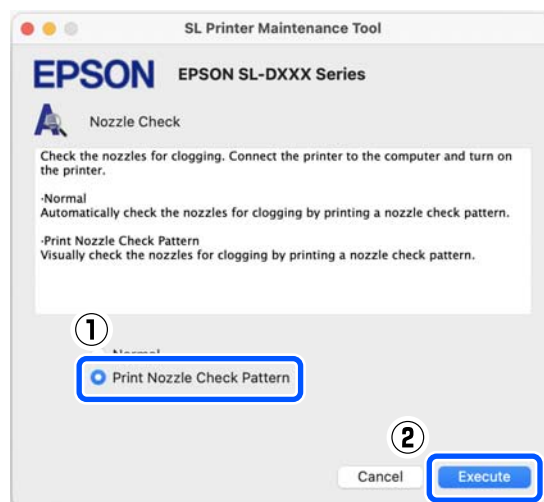 SL Printer Maintenance Tool
EPSON EPSON SL-DXXX Series
Nozzle Check
Check the nozzles for clogging. Connect the printer to the computer and turn on
the printer.
·Normal
Automatically check the nozzles for clogging by printing a nozzle check pattern.
·Print Nozzle Check Pattern
Visually check the nozzles for clogging by printing a nozzle check pattern.
①
Normal
Print Nozzle Check Pattern
②
Cancel Execute